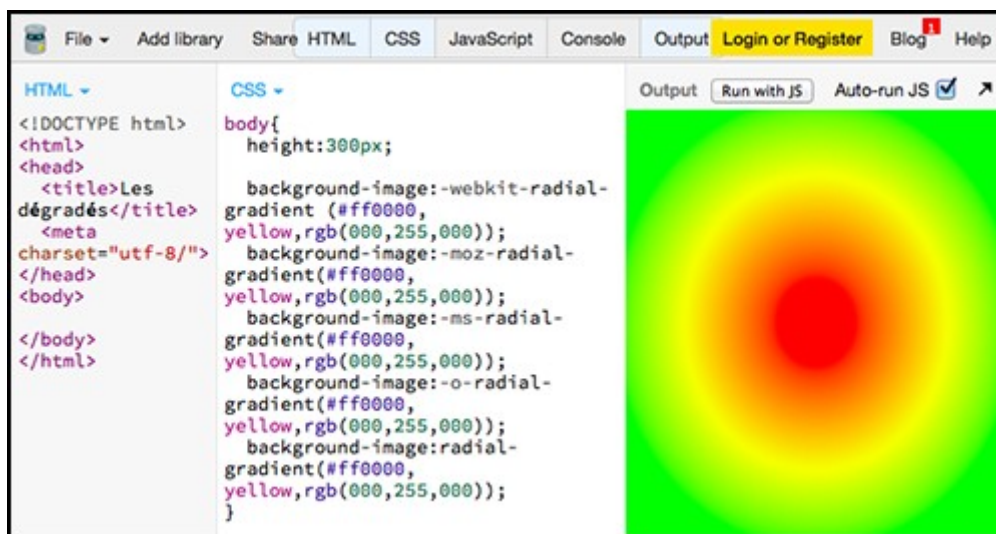 File Add library Share HTML CSS JavaScript Console Output Login or Register Blog 1 Help
HTML
<!DOCTYPE html>
<html>
<head>
<title>Les
dégradés</title>
<meta
charset="utf-8/">
</head>
<body>
</body>
</html>
CSS
body{
height:300px;
background-image:-webkit-radial-
gradient (#ff0000,
yellow,rgb(000,255,000));
background-image:-moz-radial-
gradient(#ff0000,
yellow,rgb(000,255,000));
background-image:-ms-radial-
gradient(#ff0000,
yellow,rgb(000,255,000));
background-image:-o-radial-
gradient(#ff0000,
yellow,rgb(000,255,000));
background-image:radial-
gradient(#ff0000,
yellow,rgb(000,255,000));
}
Output Run with JS Auto-run JS